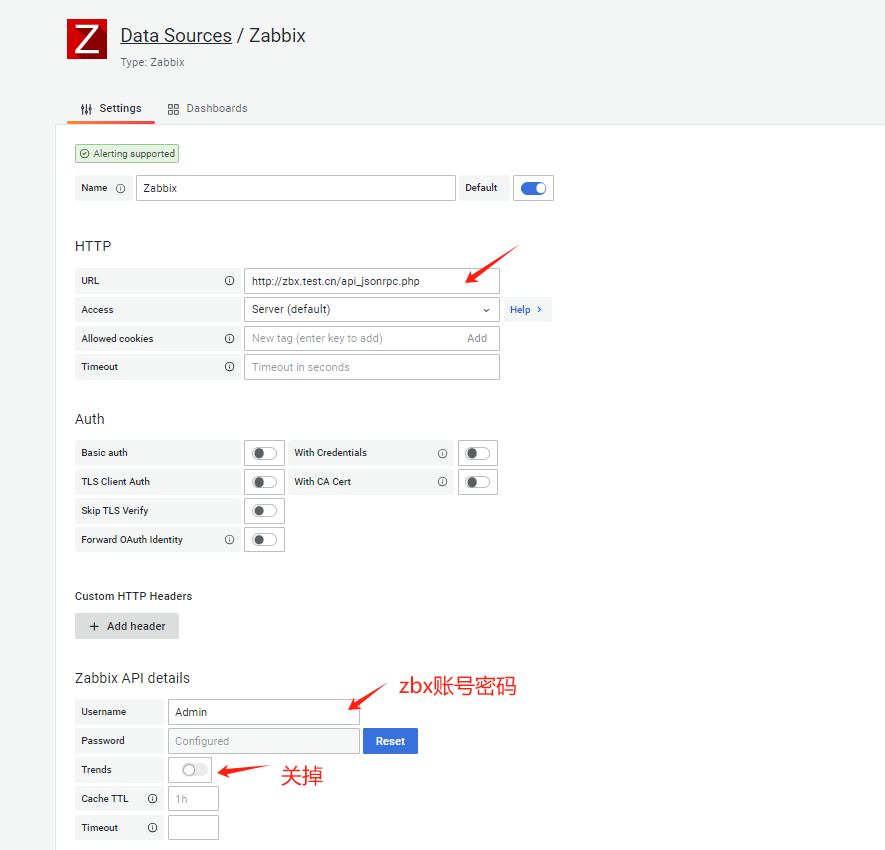 Z
Data Sources / Zabbix
Type: Zabbix
Settings
Dashboards
Alerting supported
Name
Zabbix
Default
HTTP
URL
http://zbx.test.cn/api_jsonrpc.php
Access
Server (default)
Help
Allowed cookies
New tag (enter key to add)
Add
Timeout
Timeout in seconds
Auth
Basic auth
With Credentials
TLS Client Auth
With CA Cert
Skip TLS Verify
Forward OAuth Identity
Custom HTTP Headers
+ Add header
Zabbix API details
zbx账号密码
Username
Admin
Password
Configured
Reset
Trends
关掉
Cache TTL
1h
Timeout